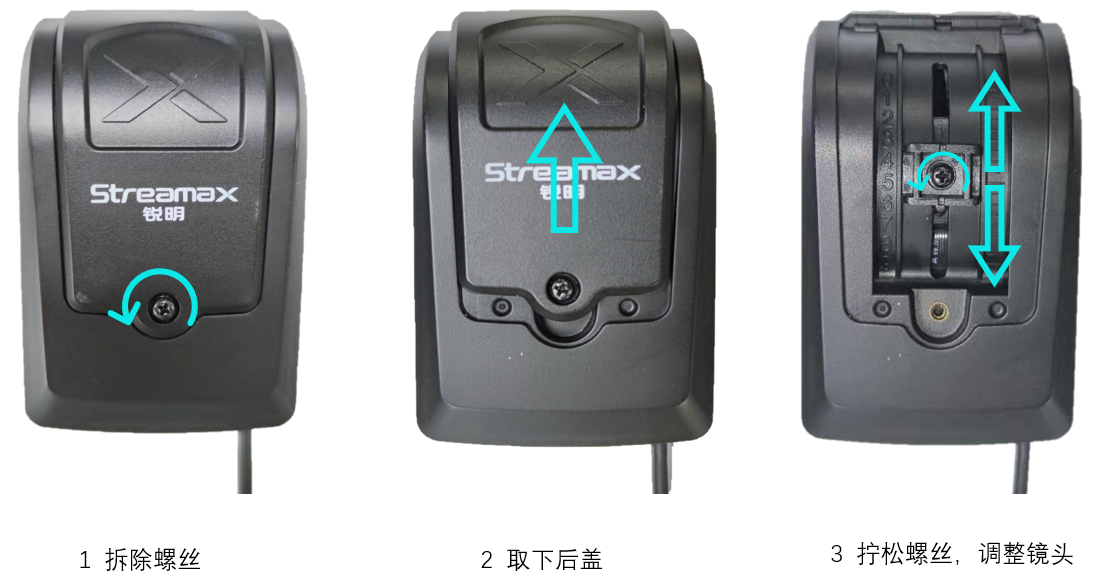 Streamax
锐明
Streamax
锐明
1 拆除螺丝
2 取下后盖
3 拧松螺丝，调整镜头